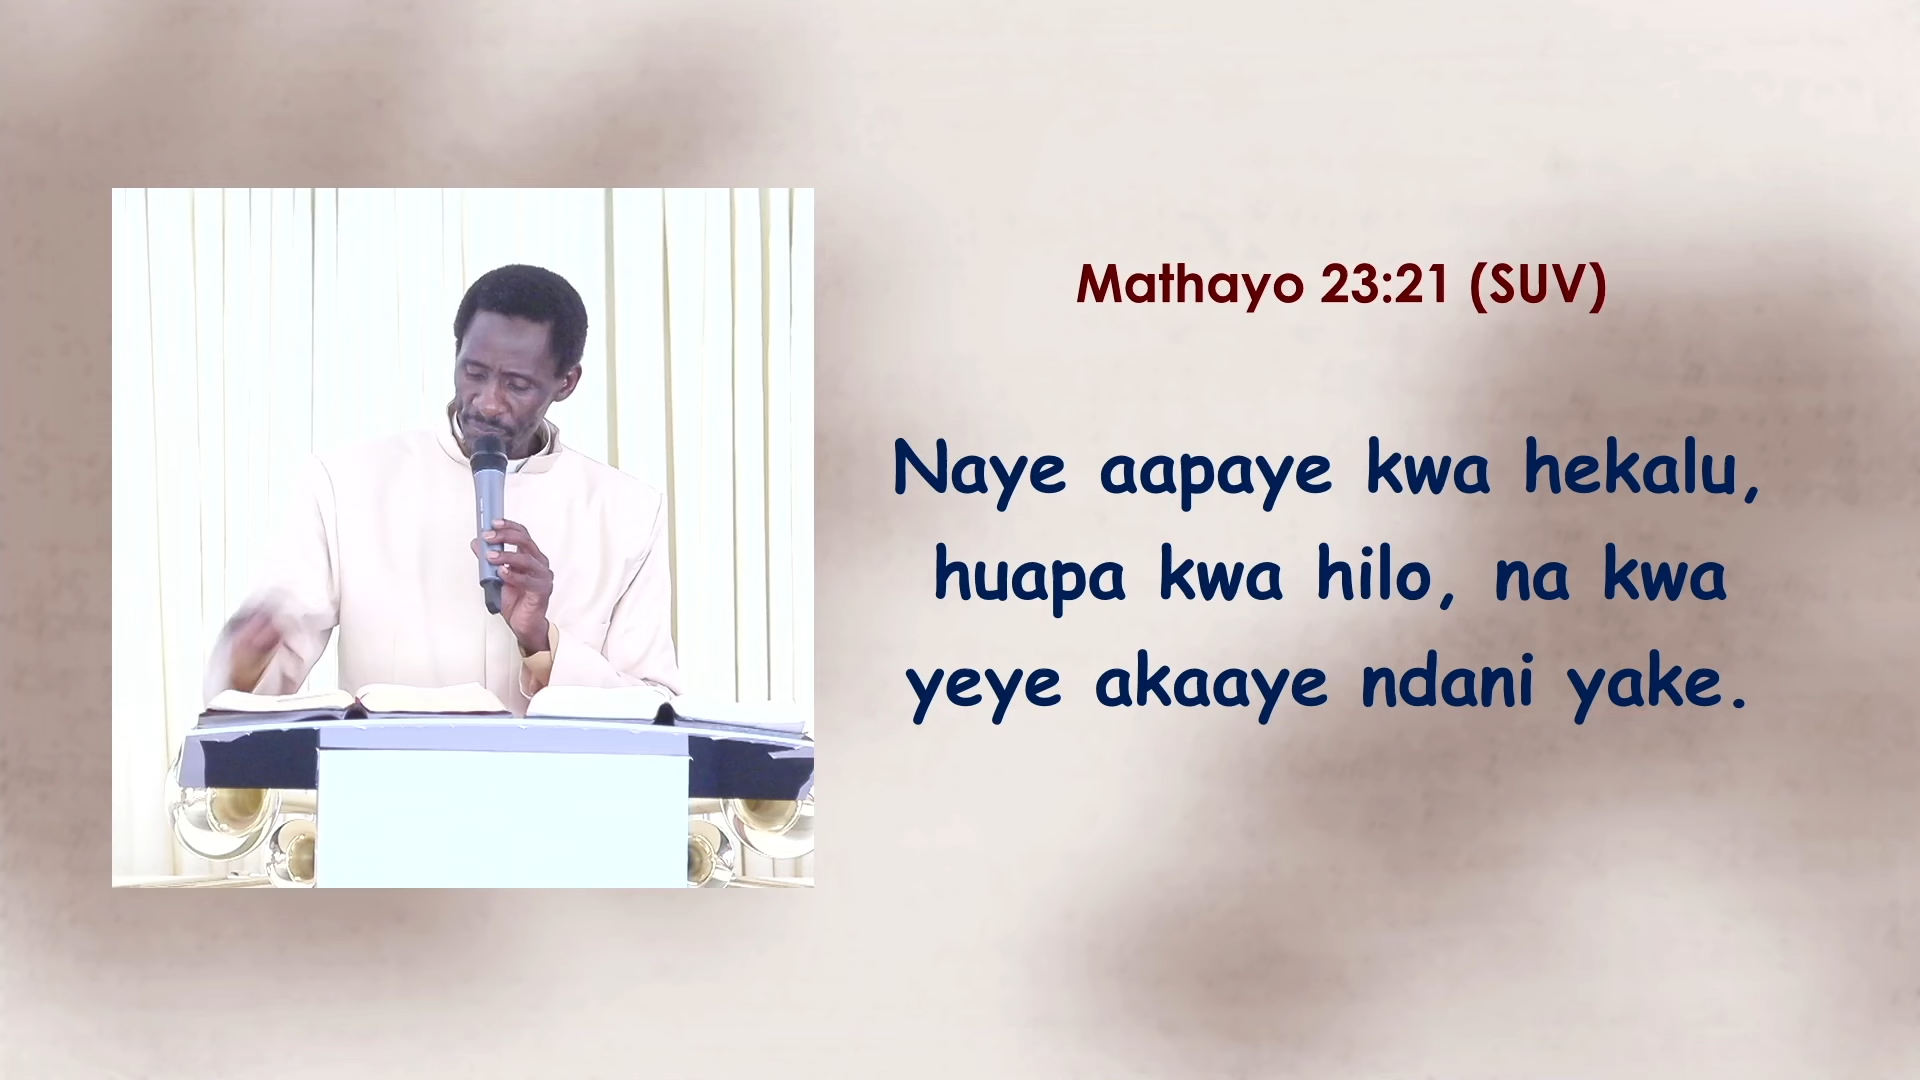 Mathayo 23:21 (SUV)
Naye aapaye kwa hekalu,
huapa kwa hilo, na kwa
yeye akaaye ndani yake.